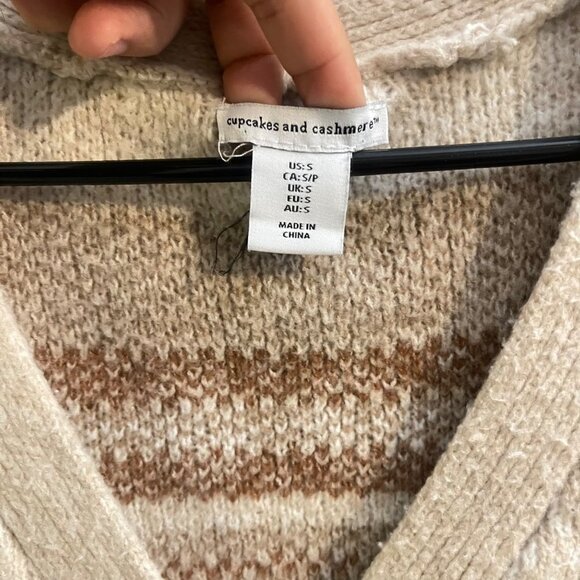 cupcakes and cashmere™
US: S
CA: S/P
UK: S
EU: S
AU: S
MADE IN
CHINA